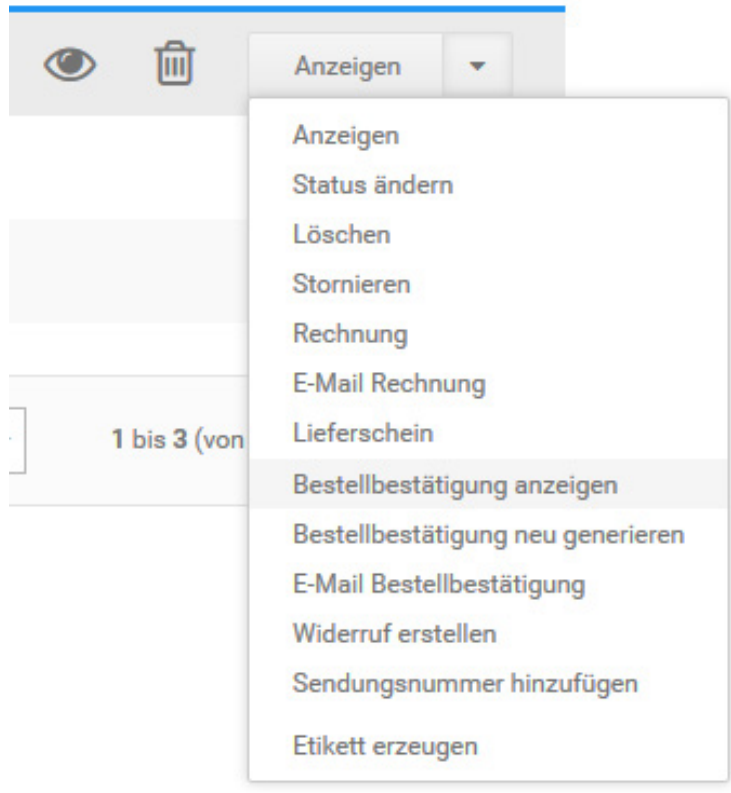 Anzeigen
Anzeigen
Status ändern
Löschen
Stornieren
Rechnung
E-Mail Rechnung
1 bis 3 (von
Lieferschein
Bestellbestätigung anzeigen
Bestellbestätigung neu generieren
E-Mail Bestellbestätigung
Widerruf erstellen
Sendungsnummer hinzufügen
Etikett erzeugen